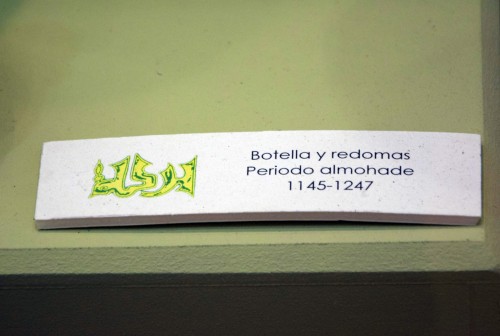 Botella y redomas
Periodo almohade
1145-1247